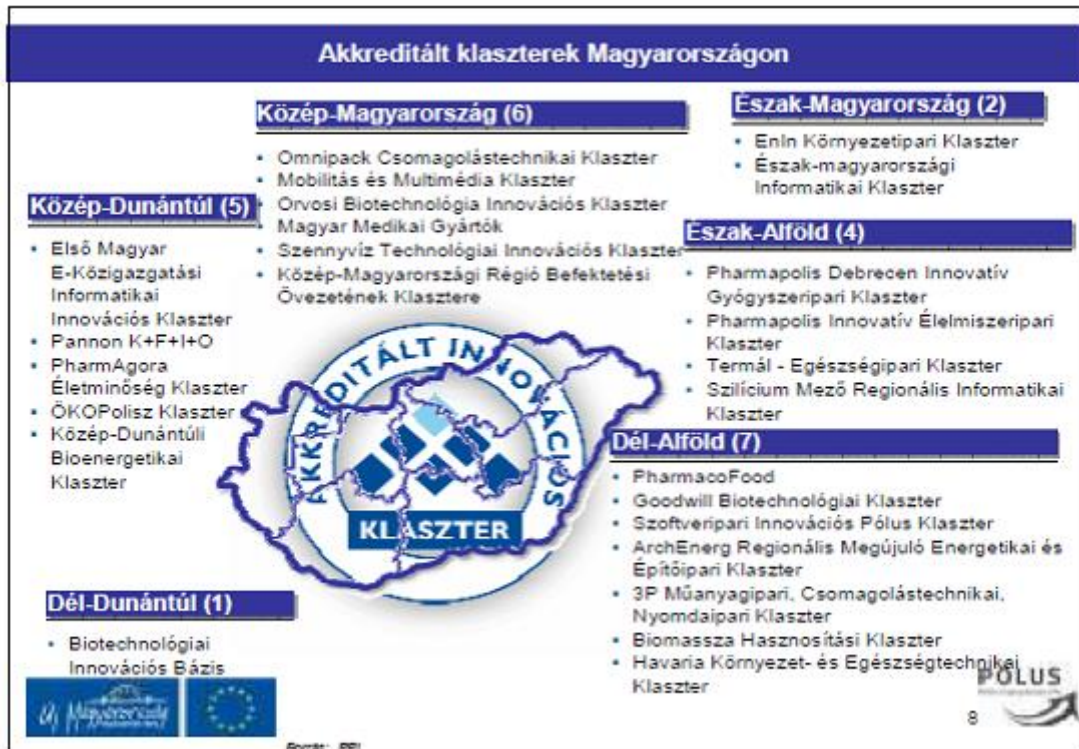 Akkreditált klaszterek Magyarországon
Közép-Magyarország (6)
Omnipack Csomagolástechnikai Klaszter
Mobilitás és Multimédia Klaszter
Orvosi Biotechnológia Innovációs Klaszter
Magyar Medikai Gyártók
Szennyvíz Technológiai Innovációs Klaszter
Közép-Magyarországi Régió Befektetési
Övezetének Klasztere
Észak-Magyarország (2)
EnIn Környezetipari Klaszter
Észak-magyarországi
Informatikai Klaszter
Közép-Dunántúl (5)
Első Magyar
E-Közigazgatási
Informatikai
Innovációs Klaszter
Pannon K+F+I+O
PharmAgora
Életminőség Klaszter
ÖKOPolisz Klaszter
Közép-Dunántúli
Bioenergetikai
Klaszter
Észak-Alföld (4)
Pharmapolis Debrecen Innovatív
Gyógyszeripari Klaszter
Pharmapolis Innovatív Élelmiszeripari
Klaszter
Termál - Egészségipari Klaszter
Szilícium Mező Regionális Informatikai
Klaszter
AKKREDITÁLT INNOVÁCIÓS
KLASZTER
Dél-Alföld (7)
PharmacoFood
Goodwill Biotechnológiai Klaszter
Szoftveripari Innovációs Pólus Klaszter
ArchEnerg Regionális Megújuló Energetikai és
Építőipari Klaszter
3P Műanyagipari, Csomagolástechnikai,
Nyomdaipari Klaszter
Biomassza Hasznosítási Klaszter
Havaria Környezet- és Egészségtechnikai
Klaszter
Dél-Dunántúl (1)
Biotechnológiai
Innovációs Bázis
Új Magyarország
PÓLUS
8